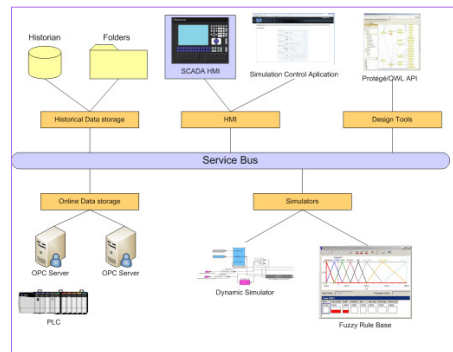 Historian
Folders
SCADA HMI
Simulation Control Aplication
Protégé/OWL API
Historical Data storage
HMI
Design Tools
Service Bus
Online Data storage
Simulators
OPC Server
OPC Server
Dynamic Simulator
PLC
Fuzzy Rule Base